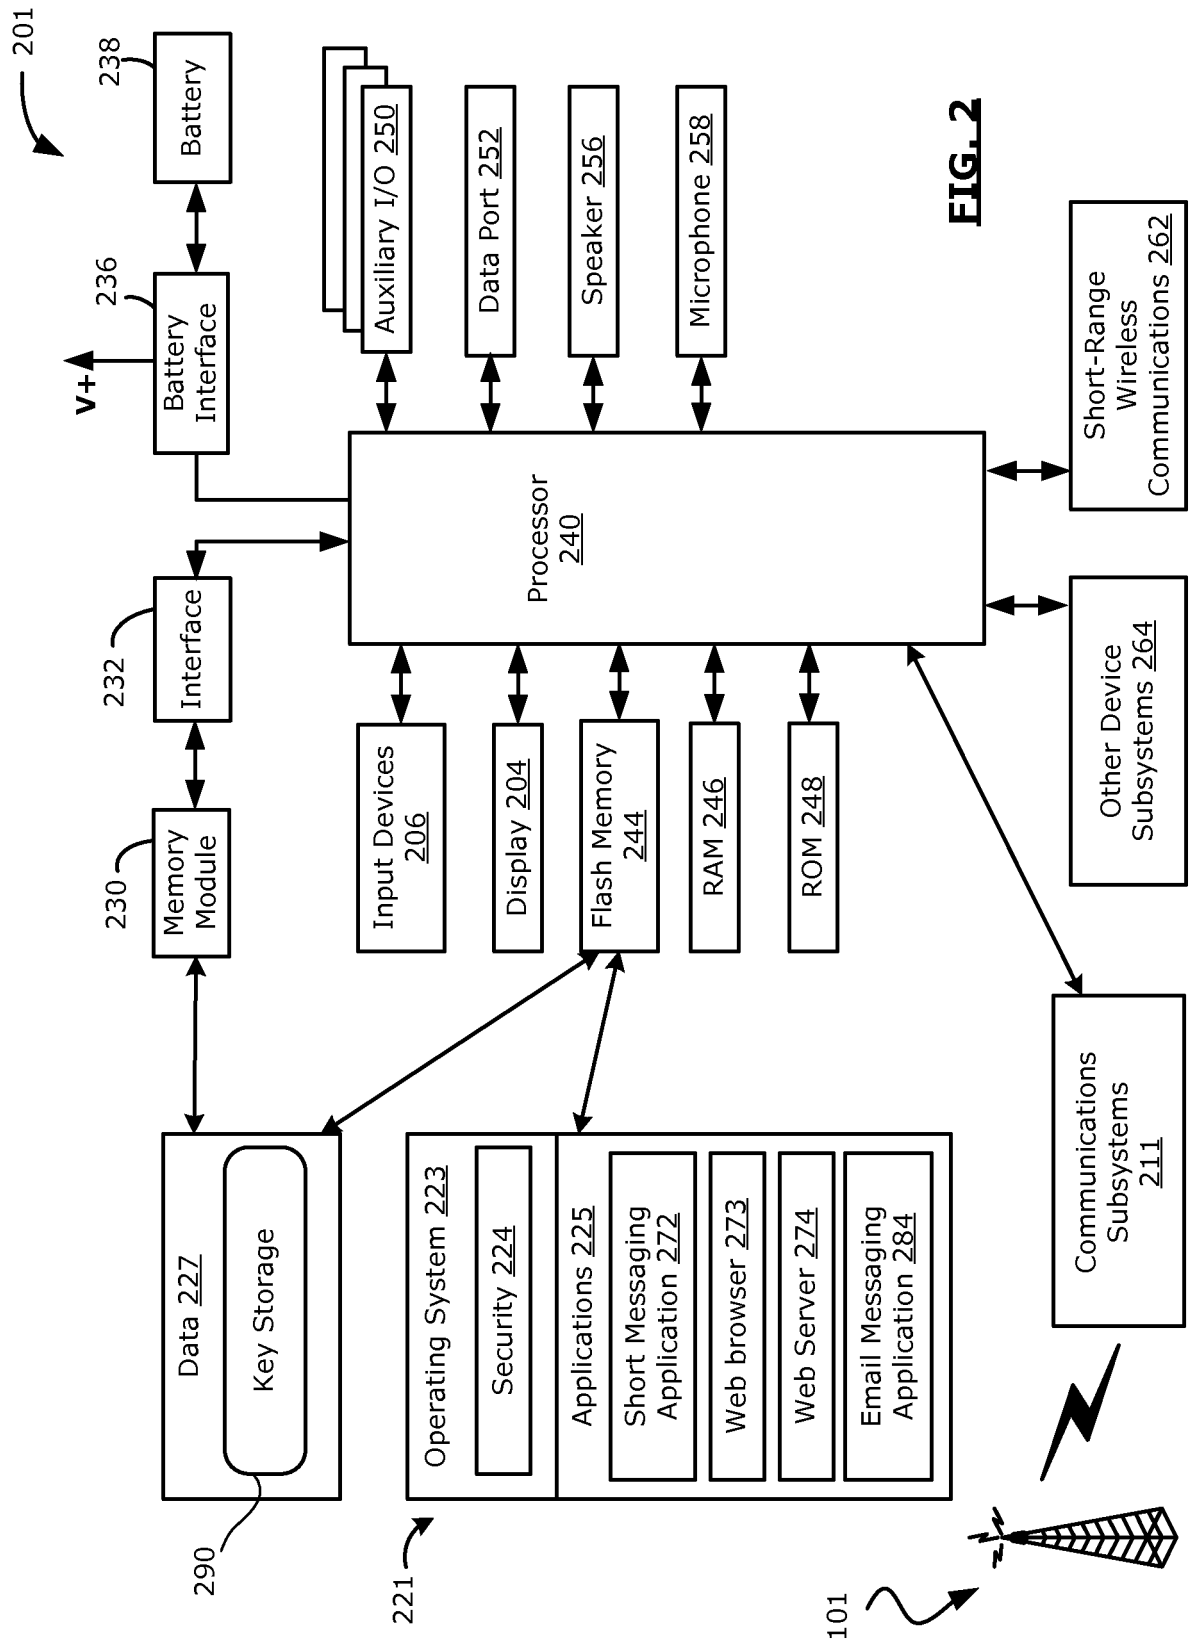 201
238
Battery
236
Battery
Interface
V+
232
Interface
230
Memory
Module
Data 227
Key Storage
290
Auxiliary I/O 250
Data Port 252
Speaker 256
Microphone 258
Processor
240
Input Devices
206
Display 204
Flash Memory
244
RAM 246
ROM 248
221
Operating System 223
Security 224
Applications 225
Short Messaging
Application 272
Web browser 273
Web Server 274
Email Messaging
Application 284
Short-Range
Wireless
Communications 262
Other Device
Subsystems 264
Communications
Subsystems
211
101
FIG. 2